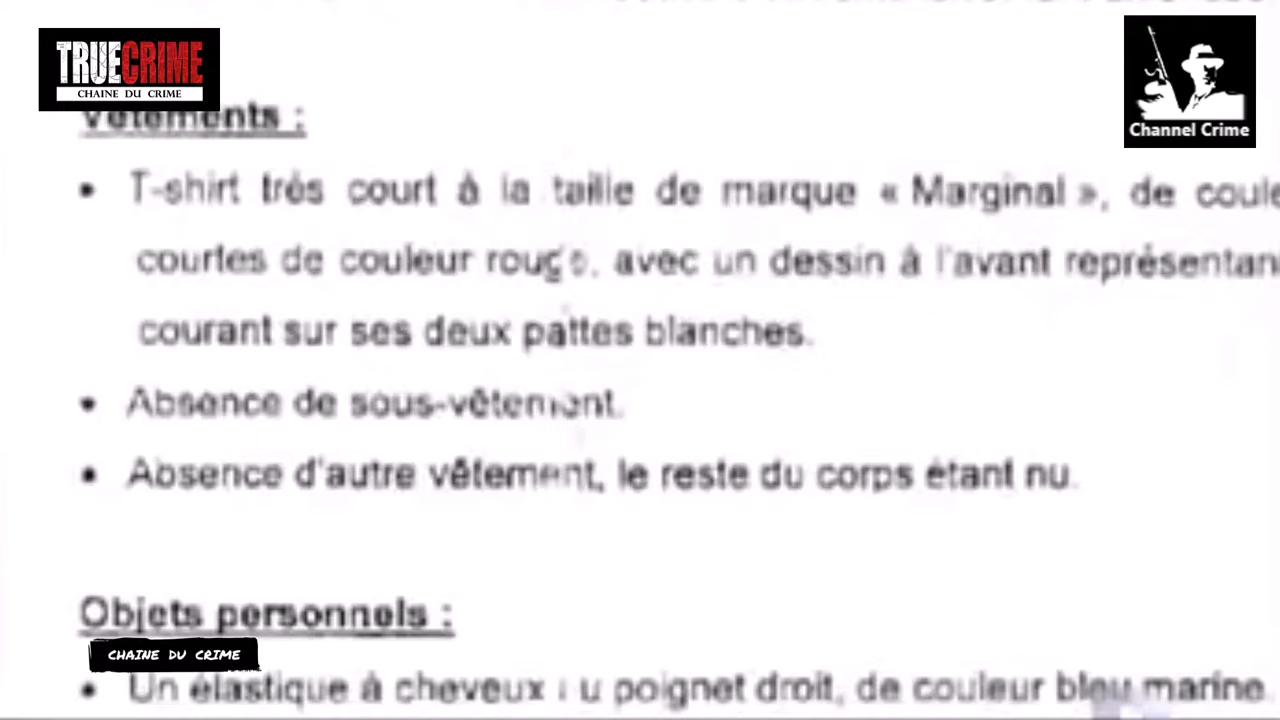 TRUECRIME
CHAINE DU CRIME
Channel Crime
Vêtements :
• T-shirt très court à la taille de marque « Marginal », de
courtes de couleur rouge, avec un dessin à l'avant
courant sur ses deux pattes blanches.
• Absence de sous-vêtement.
• Absence d'autre vêtement, le reste du corps étant nu.
Objets personnels :
CHAINE DU CRIME
• Un élastique à cheveux au poignet droit, de couleur bleu marine